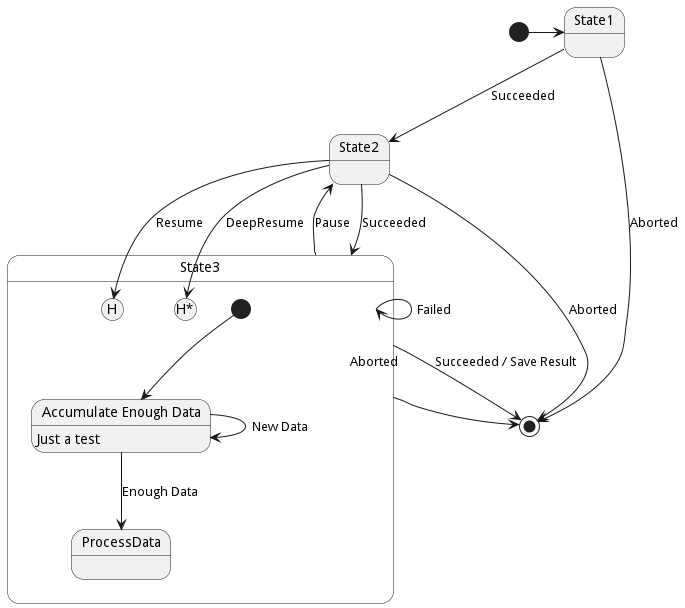 State1
Succeeded
State2
Resume
DeepResume
Pause
Succeeded
Aborted
State3
H
H*
Failed
Aborted
Aborted
Succeeded / Save Result
Accumulate Enough Data
Just a test
New Data
Enough Data
ProcessData